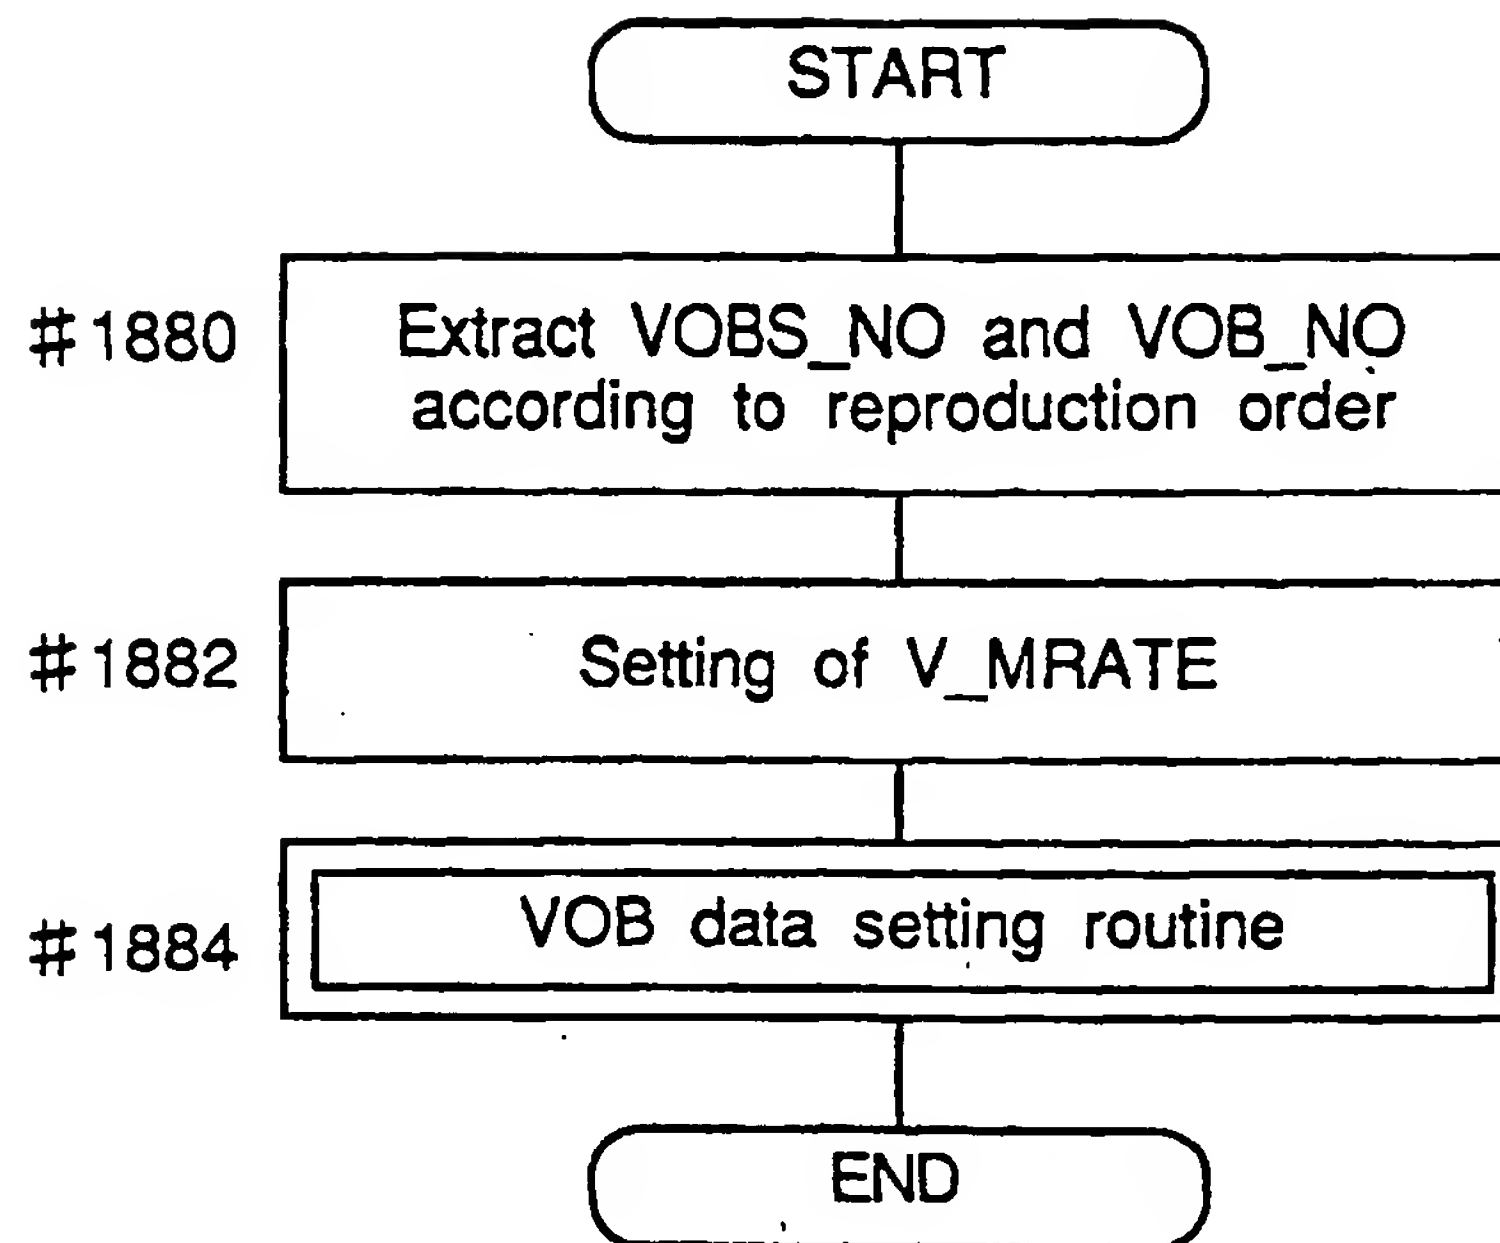 START
#1880
Extract VOBS_NO and VOB_NO
according to reproduction order
#1882
Setting of V_MRATE
#1884
VOB data setting routine
END